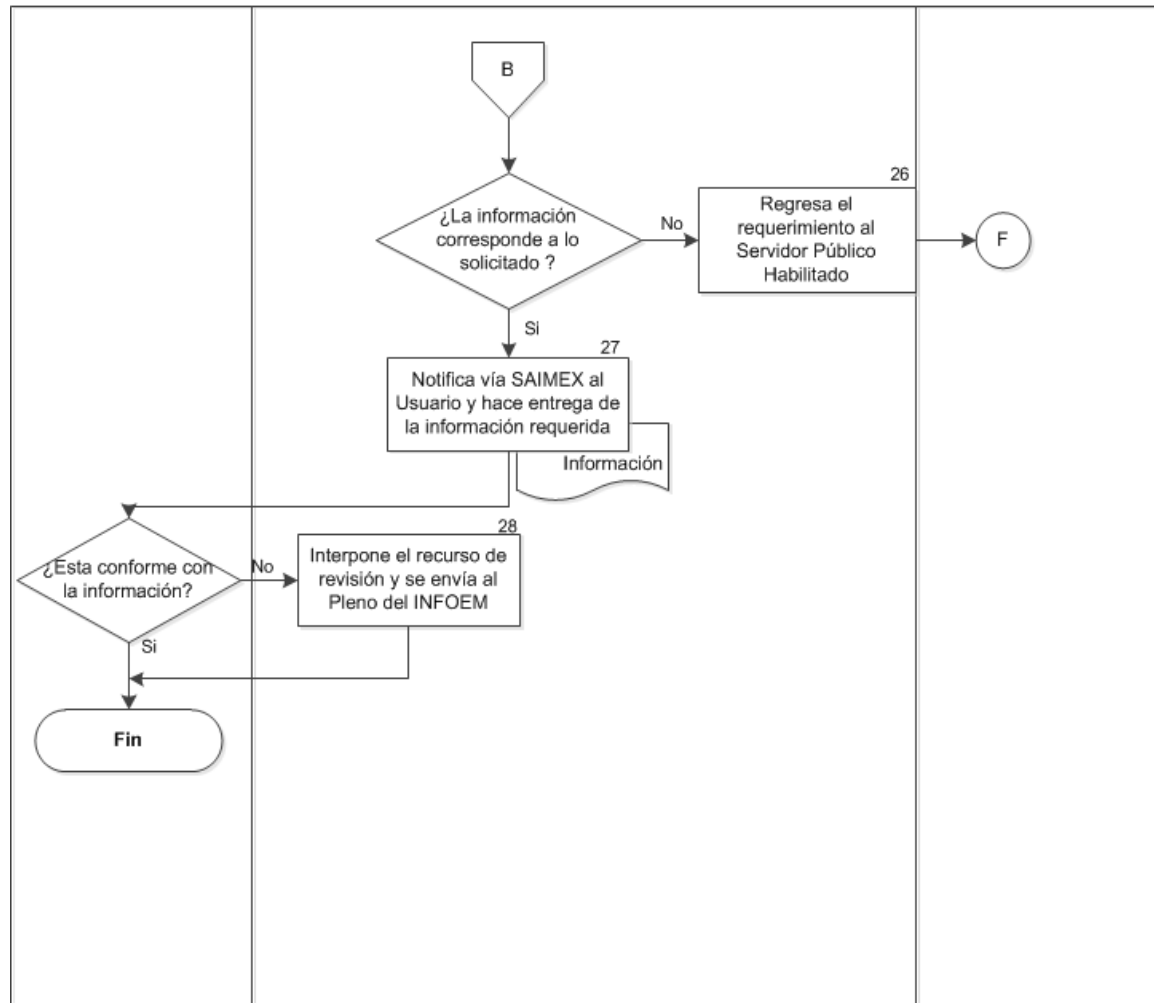 B
¿La información
corresponde a lo
solicitado ?
No
26
Regresa el
requerimiento al
Servidor Público
Habilitado
F
Si
27
Notifica vía SAIMEX al
Usuario y hace entrega de
la información requerida
Información
¿Esta conforme con
la información?
No
28
Interpone el recurso de
revisión y se envía al
Pleno del INFOEM
Si
Fin